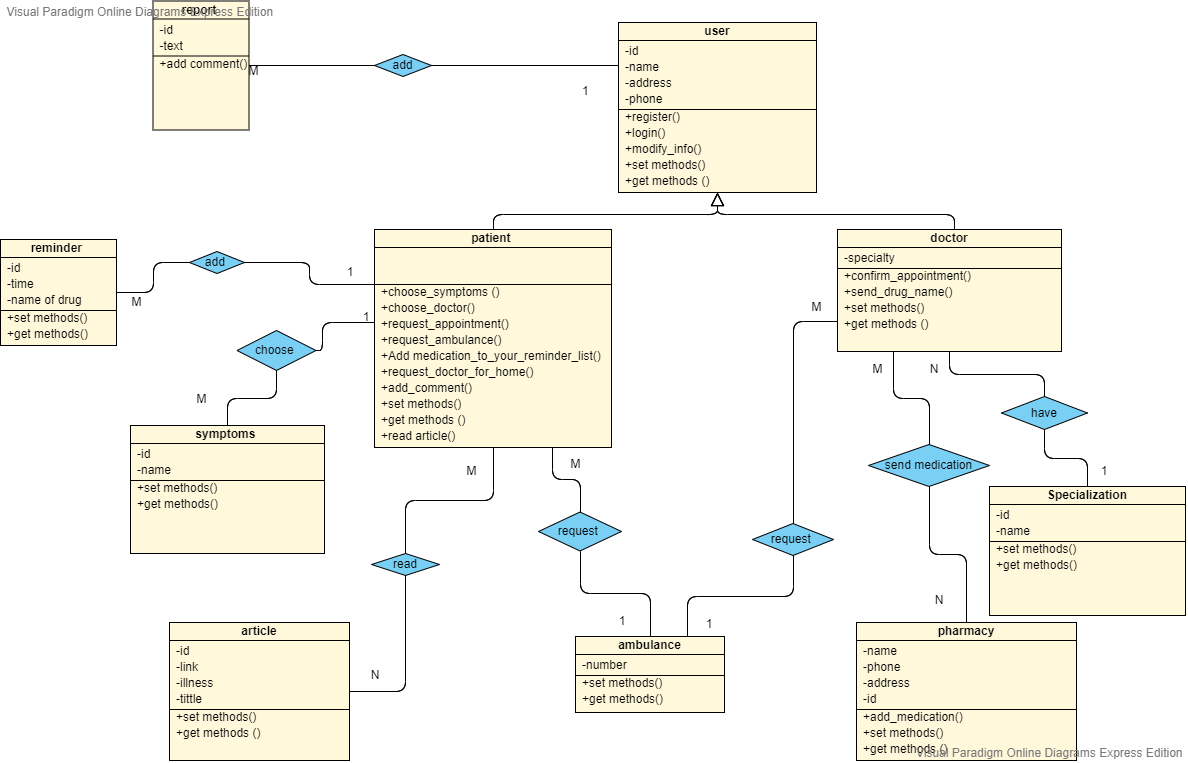 Visual Paradigm Online Diagrams Express Edition
report
-id
-text
+add comment()
M
add
1
user
-id
-name
-address
-phone
+register()
+login()
+modify_info()
+set methods()
+get methods ()
reminder
-id
-time
-name of drug
+set methods()
+get methods()
M
add
1
patient
+choose_symptoms ()
+choose_doctor()
+request_appointment()
+request_ambulance()
+Add medication_to_your_reminder_list()
+request_doctor_for_home()
+add_comment()
+set methods()
+get methods ()
+read article()
doctor
-specialty
+confirm_appointment()
+send_drug_name()
+set methods()
+get methods ()
1
choose
M
symptoms
-id
-name
+set methods()
+get methods()
M
read
N
article
-id
-link
-illness
-tittle
+set methods()
+get methods ()
M
request
1
M
request
1
ambulance
-number
+set methods()
+get methods()
M
send medication
N
N
have
1
Specialization
-id
-name
+set methods()
+get methods()
pharmacy
-name
-phone
-address
-id
+add_medication()
+set methods()
+get methods ()
Visual Paradigm Online Diagrams Express Edition